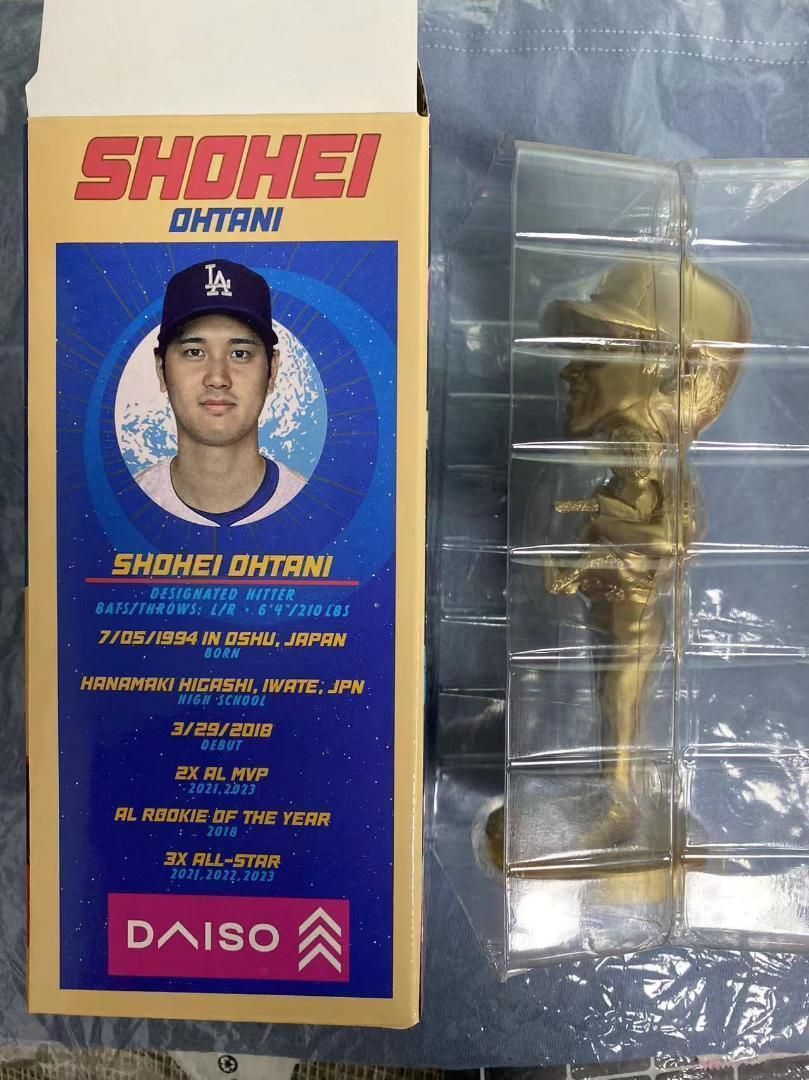 SHOHEI
OHTANI
LA
SHOHEI OHTANI
DESIGNATED HITTER
BATS/THROWS: L/R · 6'4"/210 LBS
7/05/1994 IN OSHU, JAPAN
BORN
HANAMAKI HIGASHI, IWATE, JPN
HIGH SCHOOL
3/29/2018
DEBUT
2X AL MVP
2021,2023
AL ROOKIE OF THE YEAR
2018
3X ALL-STAR
2021,2022,2023
DAISO